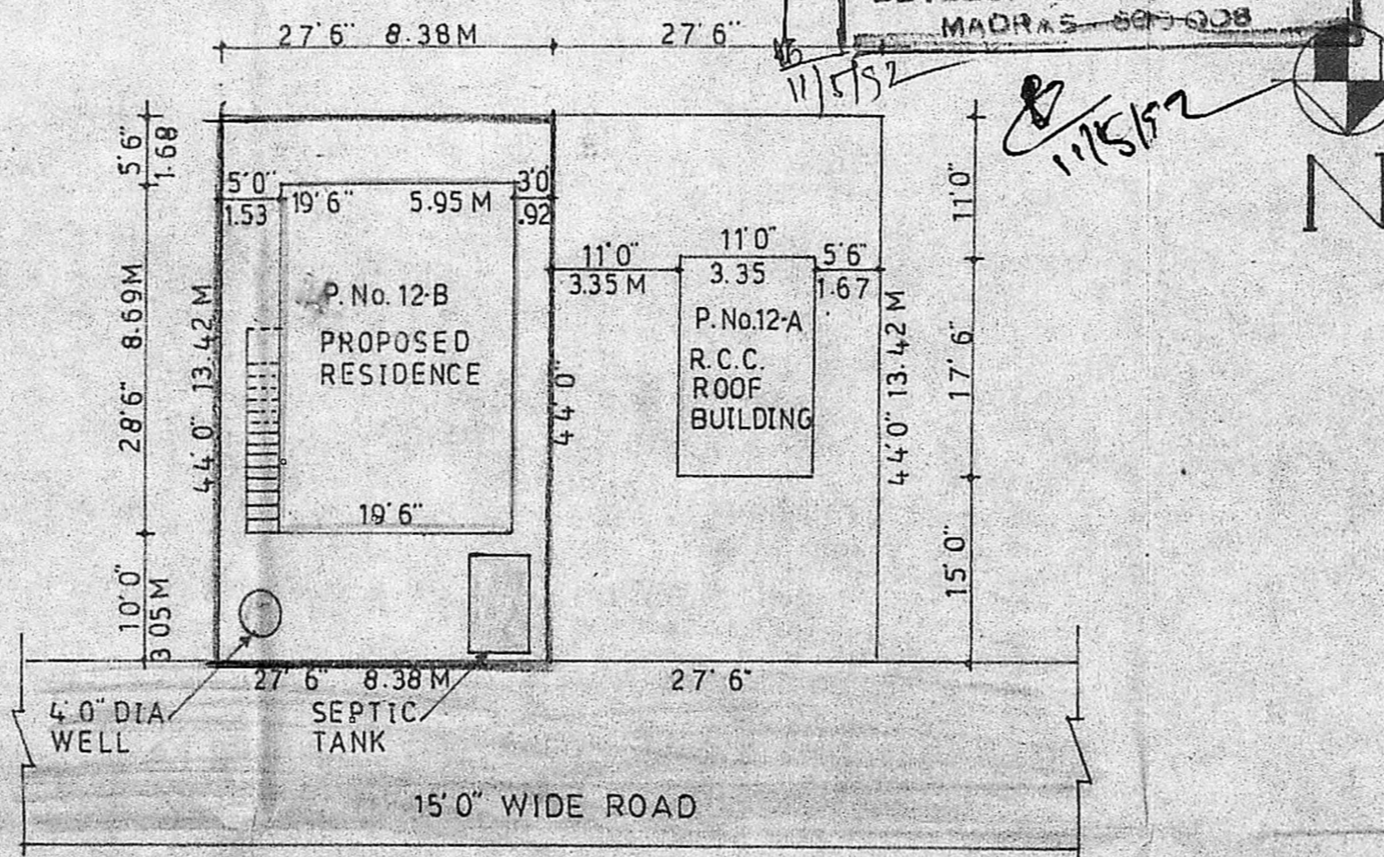 MADRAS 600 008
27'6" 8.38M
27'6"
11/5/92
11/5/92
N
5'6"
1.68
5'0"
1.53
19'6" 5.95 M
3'0
.92
11'0"
11'0"
3.35 M
11'0"
3.35
5'6"
1.67
P. No. 12-B
PROPOSED
RESIDENCE
P. No.12-A
R.C.C.
ROOF
BUILDING
28'6" 8.69M
44'0" 13.42 M
44'0"
44'0" 13.42 M
17'6"
19'6"
10'0"
3 05 M
15'0"
27'6" 8.38 M
27'6"
4'0" DIA
WELL
SEPTIC
TANK
15'0" WIDE ROAD